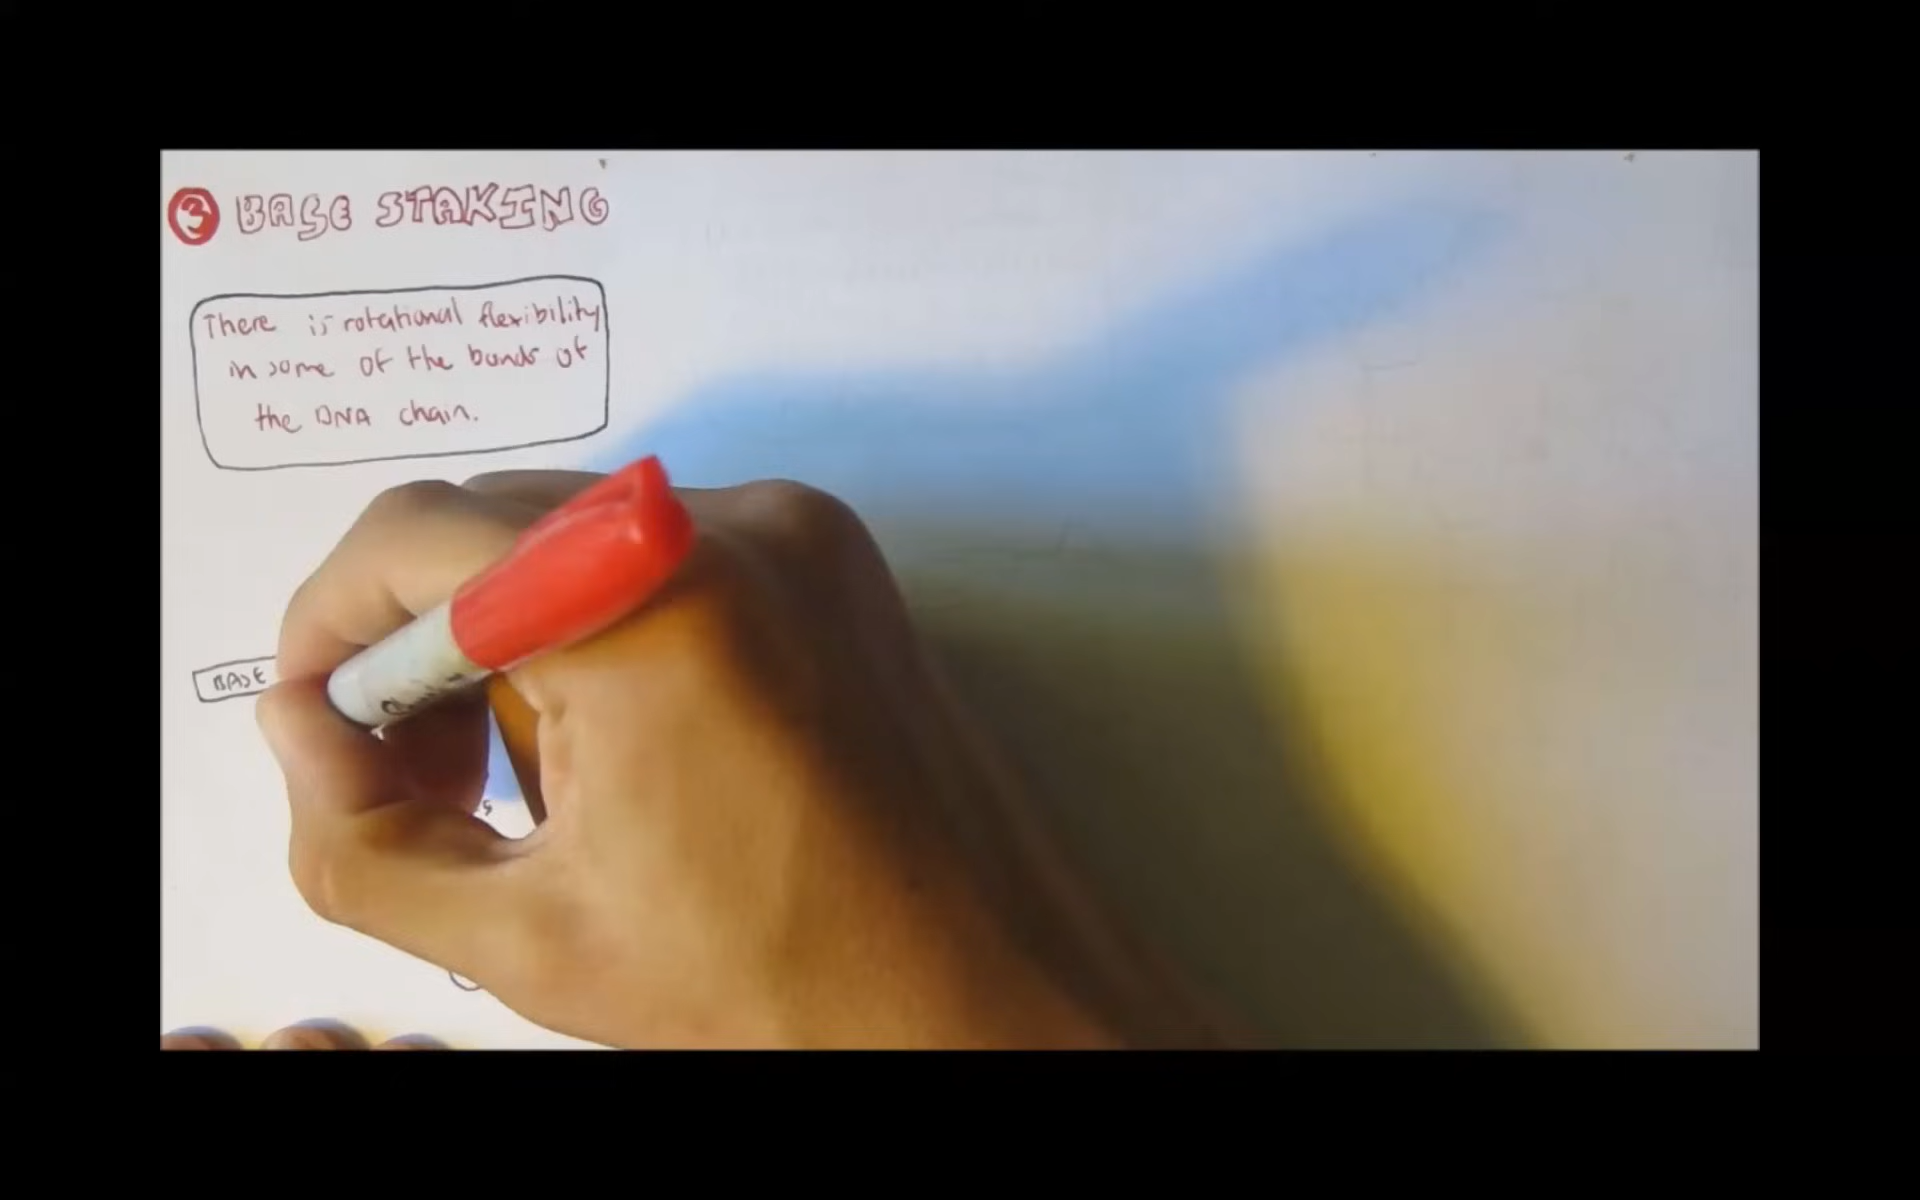 3 BASE STAKING
There is rotational flexibility
in some of the bonds of
the DNA chain.
BASE